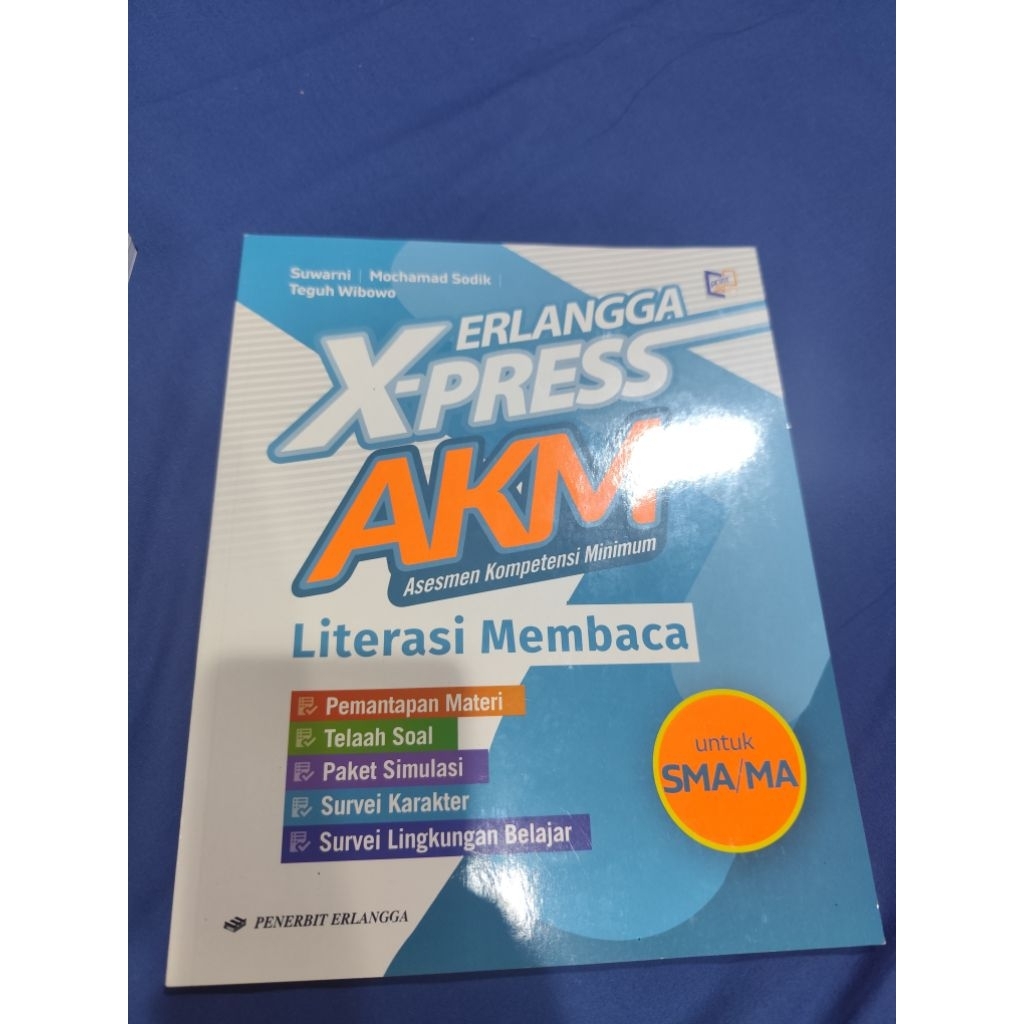 Suwarni | Mochamad Sodik |
Teguh Wibowo
ERLANGGA
X-PRESS
AKM
Asesmen Kompetensi Minimum
Literasi Membaca
Pemantapan Materi
Telaah Soal
Paket Simulasi
Survei Karakter
Survei Lingkungan Belajar
untuk
SMA/MA
PENERBIT ERLANGGA